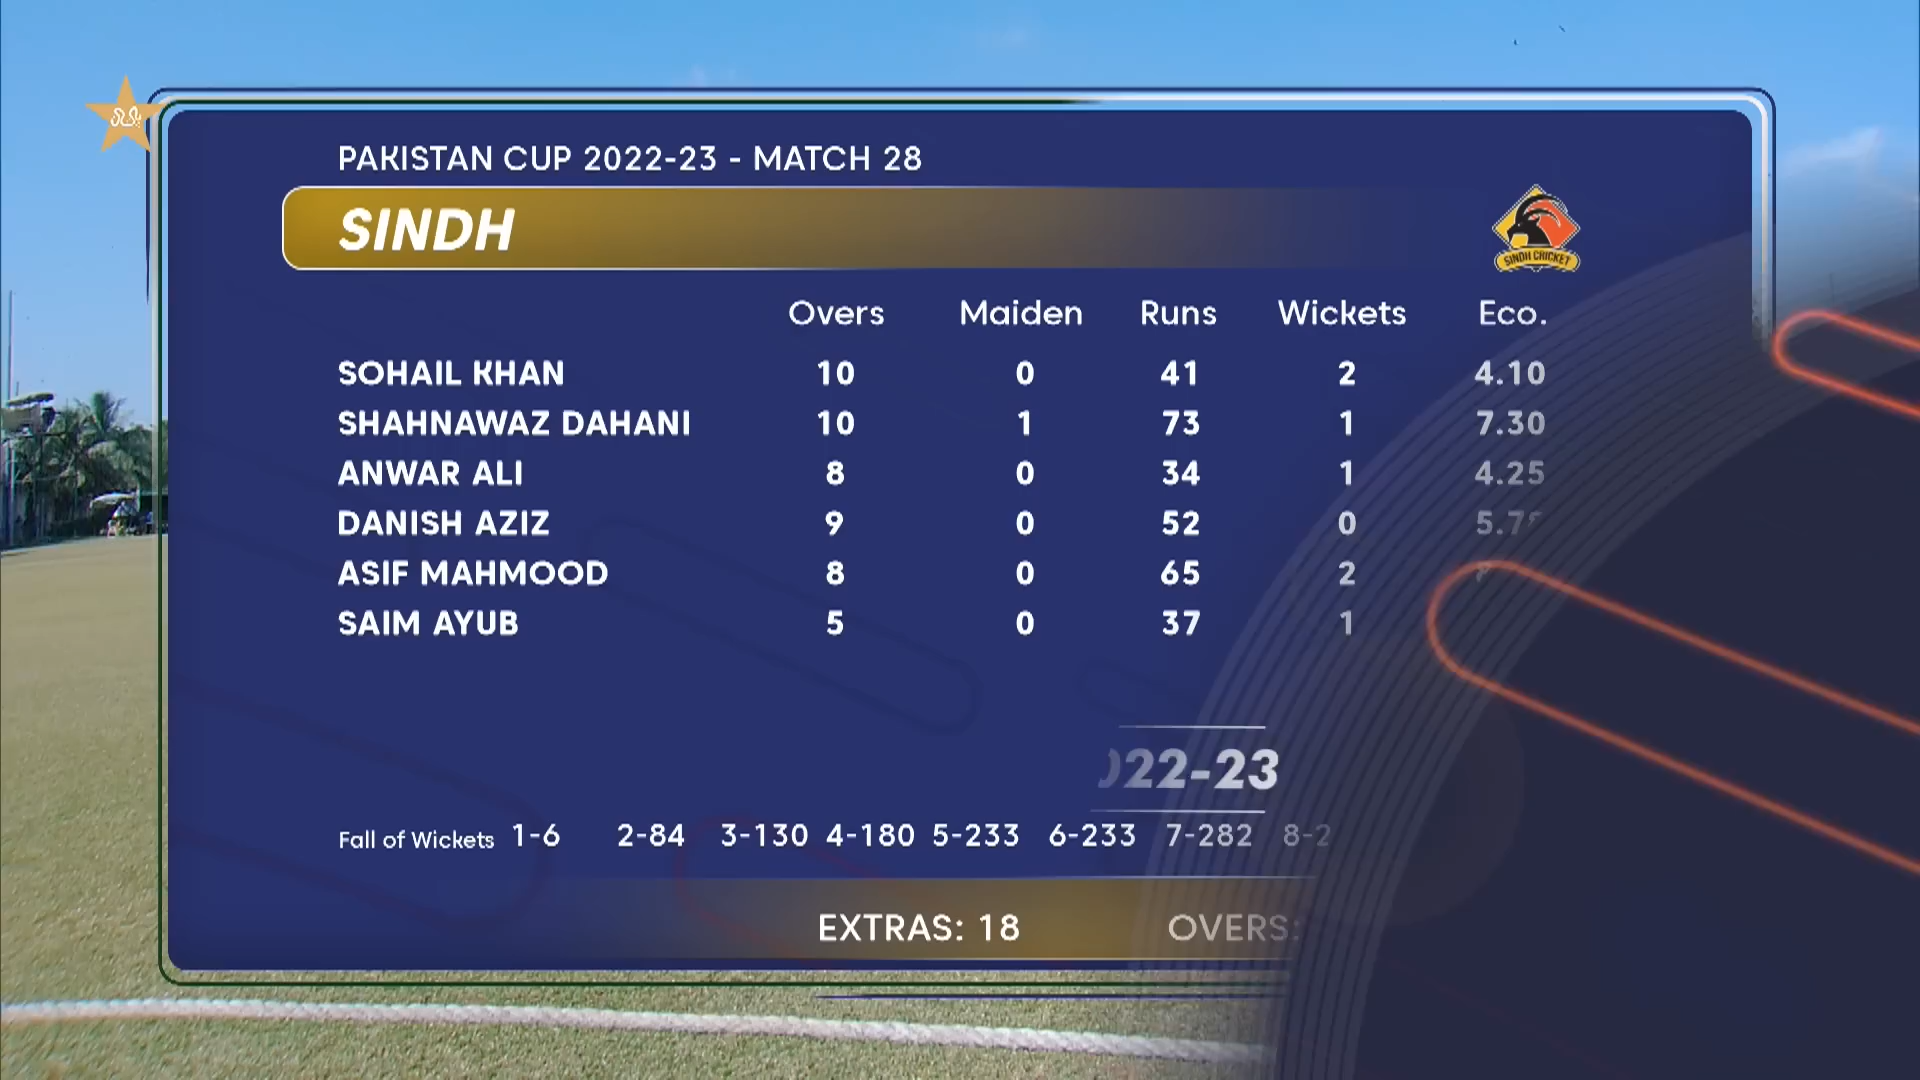 PAKISTAN CUP 2022-23 - MATCH 28
SINDH
SINDH CRICKET
Overs Maiden Runs Wickets Eco.
SOHAIL KHAN 10 0 41 2 4.10
SHAHNAWAZ DAHANI 10 1 73 1 7.30
ANWAR ALI 8 0 34 1 4.25
DANISH AZIZ 9 0 52 0
ASIF MAHMOOD 8 0 65 2
SAIM AYUB 5 0 37 1
22-23
Fall of Wickets 1-6 2-84 3-130 4-180 5-233 6-233 7-282 8-2
EXTRAS: 18 OVERS: